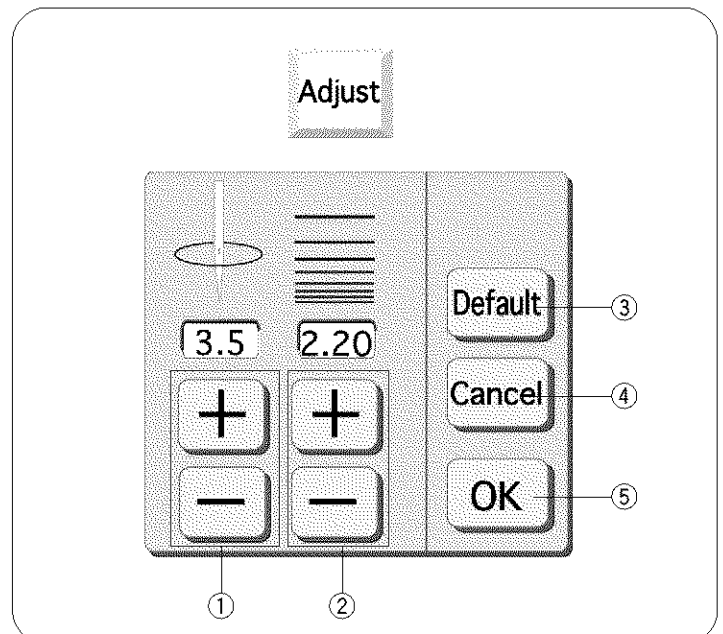 Adjust
3.5 2.20
+ +
− −
Default
Cancel
OK
③
④
⑤
① ②